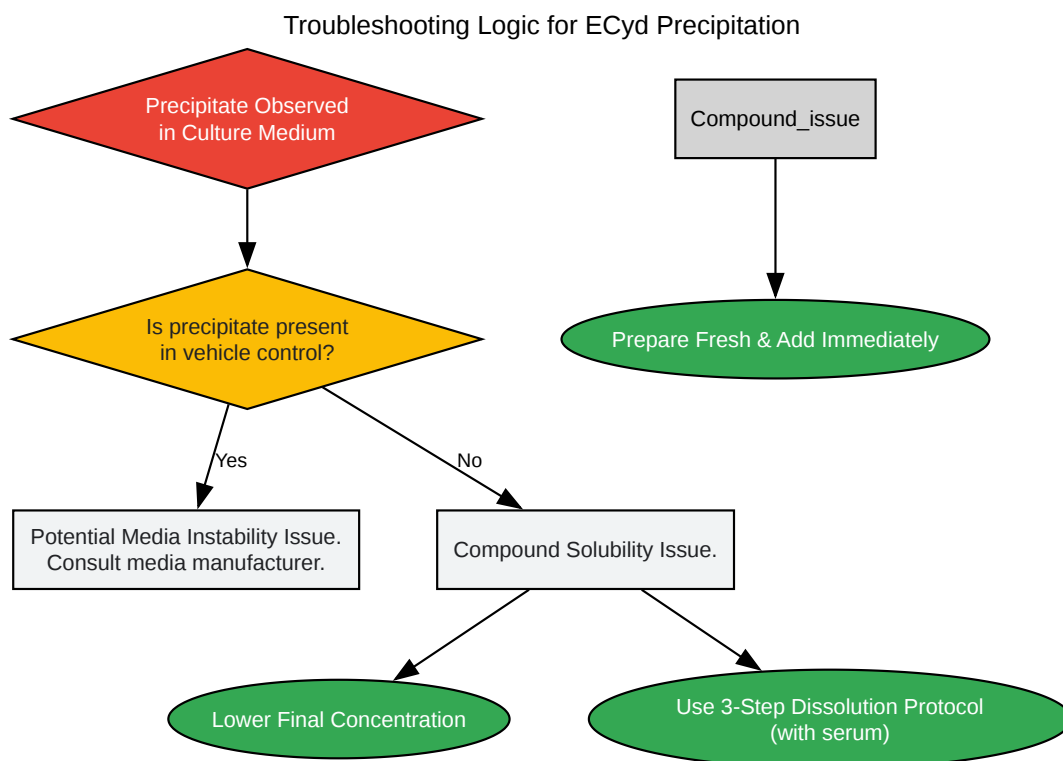 Troubleshooting Logic for ECyd Precipitation
Precipitate Observed
in Culture Medium
Compound_issue
Is precipitate present
in vehicle control?
Prepare Fresh & Add Immediately
Yes
No
Potential Media Instability Issue.
Consult media manufacturer.
Compound Solubility Issue.
Lower Final Concentration
Use 3-Step Dissolution Protocol
(with serum)